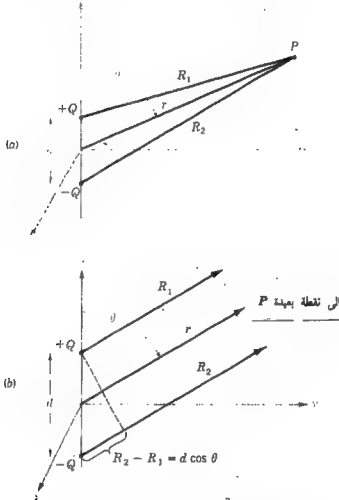 P
R₁
+Q
r
(a)
R₂
−Q
R₁
θ
الى نقطة بعيدة P
r
+Q
R₂
(b)
d
−Q
R₂ − R₁ = d cos θ